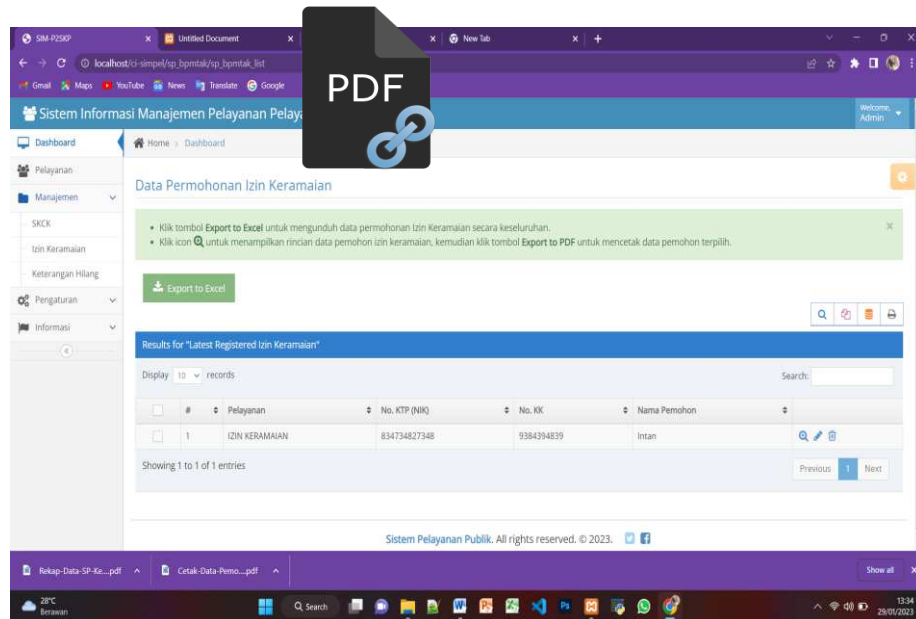 SIM-P2SKP
Untitled Document
New Tab
localhost/ci-simpel/sp_bpmtak/sp_bpmtak_list
Gmail Maps YouTube News Translate Google
PDF
Sistem Informasi Manajemen Pelayanan
Welcome,
Admin
Dashboard
Home > Dashboard
Pelayanan
Manajemen
SKCK
Izin Keramaian
Keterangan Hilang
Pengaturan
Informasi
Data Permohonan Izin Keramaian
Klik tombol Export to Excel untuk mengunduh data permohonan Izin Keramaian secara keseluruhan.
Klik icon untuk menampilkan rincian data pemohon izin keramaian, kemudian klik tombol Export to PDF untuk mencetak data pemohon terpilih.
Export to Excel
Results for "Latest Registered Izin Keramaian"
Display 10 records
Search:
# Pelayanan No. KTP (NIK) No. KK Nama Pemohon
1 IZIN KERAMAIAN 834734827348 9384394839 Intan
Showing 1 to 1 of 1 entries
Previous 1 Next
Sistem Pelayanan Publik. All rights reserved. © 2023.
Rekap-Data-SP-Ke....pdf
Cetak-Data-Pemo....pdf
Show all
28°C
Berawan
Search
13:34
29/01/2023